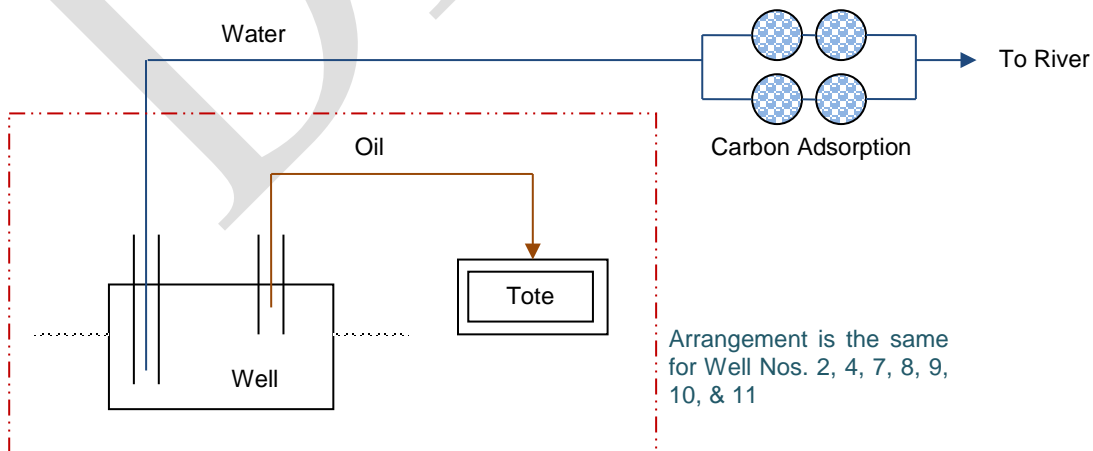 Water
To River
Carbon Adsorption
Oil
Tote
Well
Arrangement is the same
for Well Nos. 2, 4, 7, 8, 9,
10, & 11